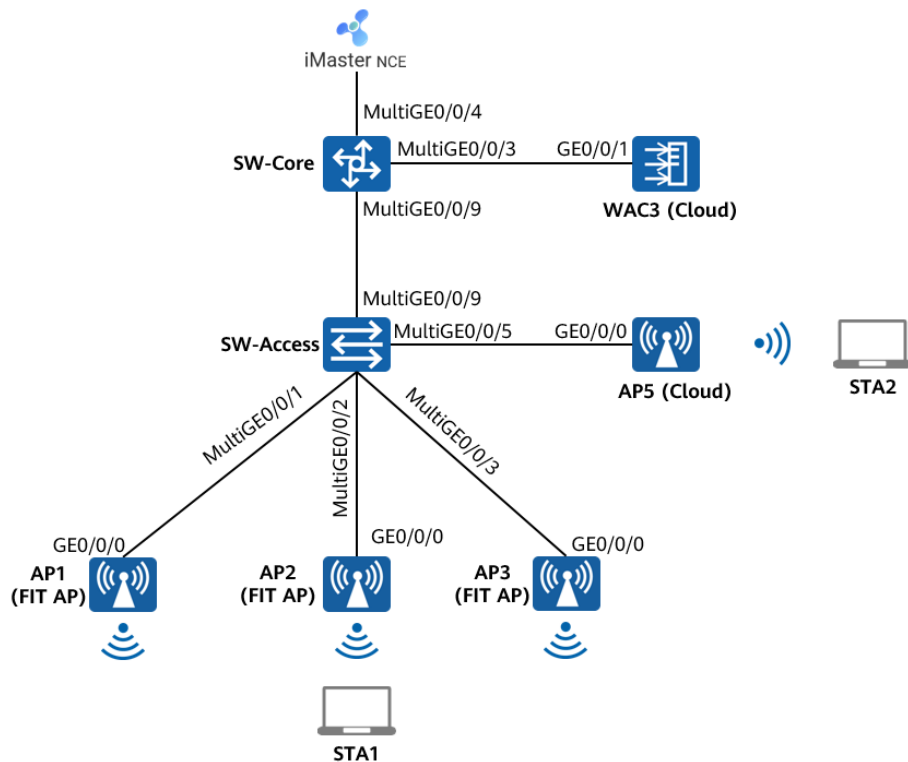 iMaster NCE
MultiGE0/0/4
SW-Core
MultiGE0/0/3
GE0/0/1
WAC3 (Cloud)
MultiGE0/0/9
MultiGE0/0/9
SW-Access
MultiGE0/0/5
GE0/0/0
AP5 (Cloud)
STA2
MultiGE0/0/1
MultiGE0/0/2
MultiGE0/0/3
GE0/0/0
GE0/0/0
GE0/0/0
AP1
(FIT AP)
AP2
(FIT AP)
AP3
(FIT AP)
STA1